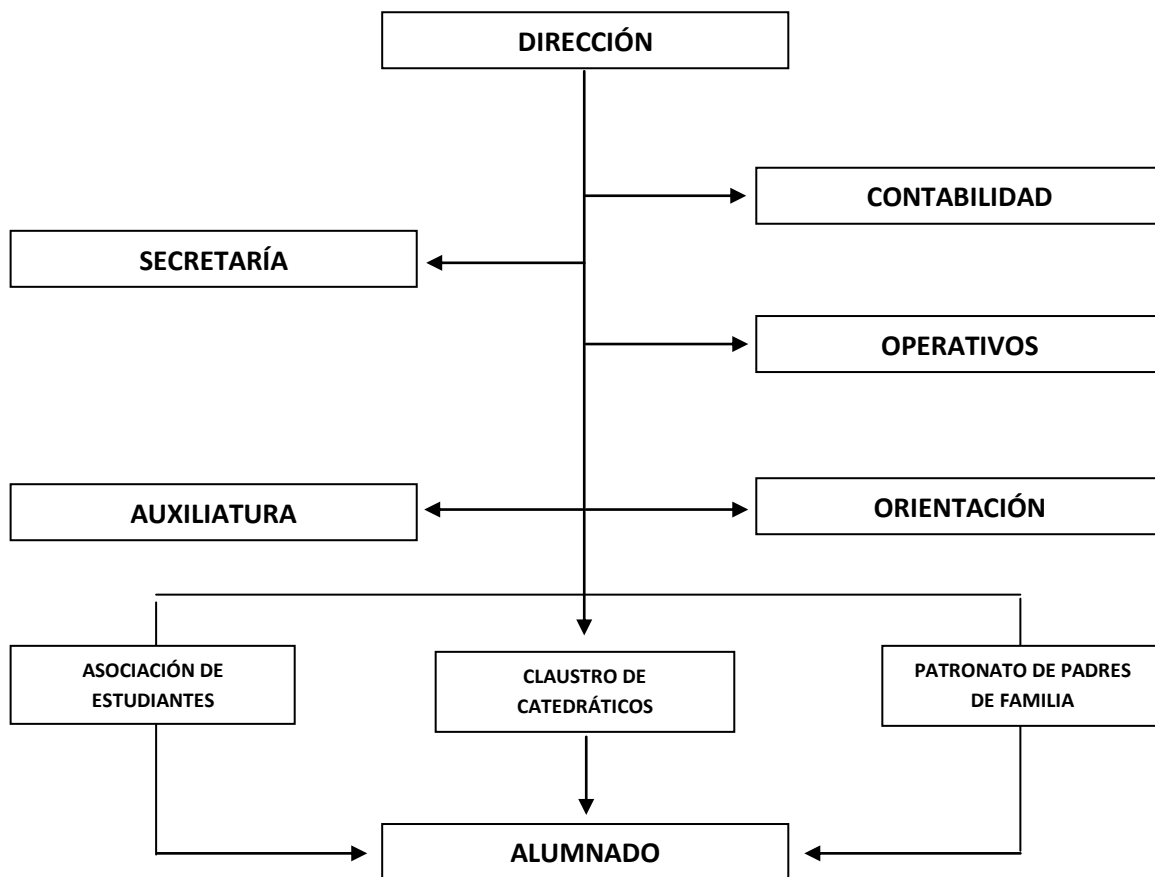 DIRECCIÓN
CONTABILIDAD
SECRETARÍA
OPERATIVOS
AUXILIATURA
ORIENTACIÓN
ASOCIACIÓN DE
ESTUDIANTES
CLAUSTRO DE
CATEDRÁTICOS
PATRONATO DE PADRES
DE FAMILIA
ALUMNADO